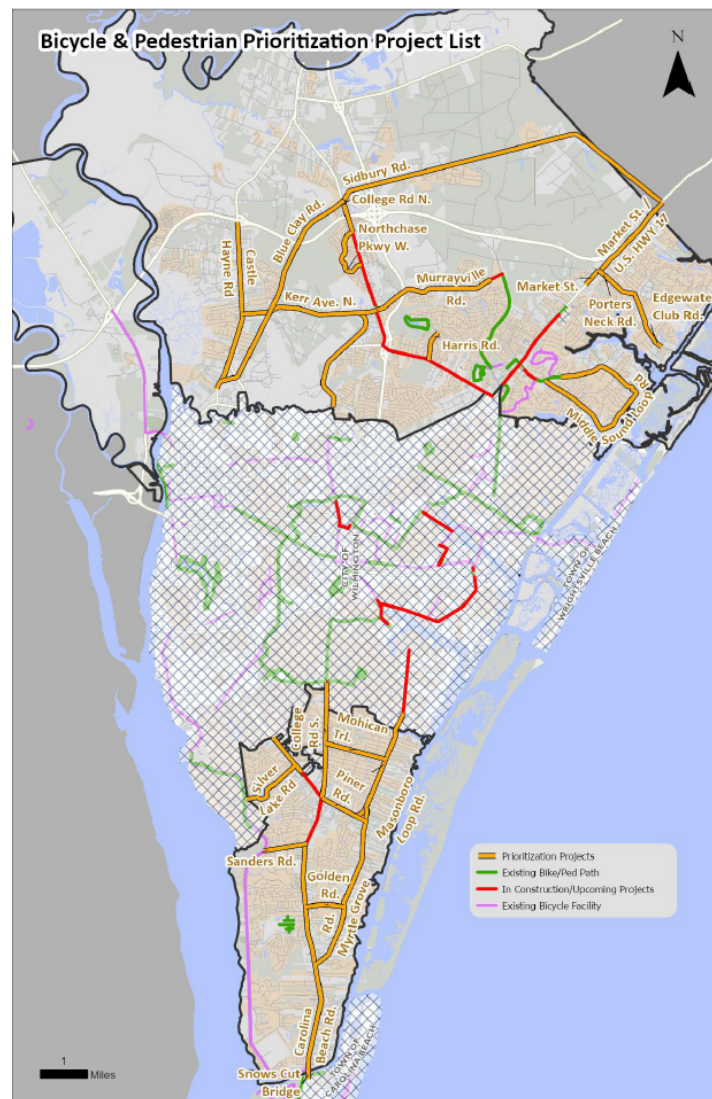 Bicycle & Pedestrian Prioritization Project List
N
Sidbury Rd.
College Rd N.
Blue Clay Rd.
Northchase
Pkwy W.
Castle
Hayne Rd
Market St. /
U.S. HWY 17
Murrayville
Rd.
Market St.
Kerr Ave. N.
Porters
Neck Rd.
Edgewater
Club Rd.
Harris Rd.
Middle Sound Loop Rd
CITY OF
WILMINGTON
TOWN OF
WRIGHTSVILLE BEACH
College
Rd S.
Mohican
Trl.
Silver
Lake Rd
Piner
Rd.
Masonboro
Loop Rd.
Sanders Rd.
Golden
Rd.
Myrtle Grove
Rd.
Carolina
Beach Rd.
Snows Cut
Bridge
TOWN OF
CAROLINA BEACH
Prioritization Projects
Existing Bike/Ped Path
In Construction/Upcoming Projects
Existing Bicycle Facility
1
Miles